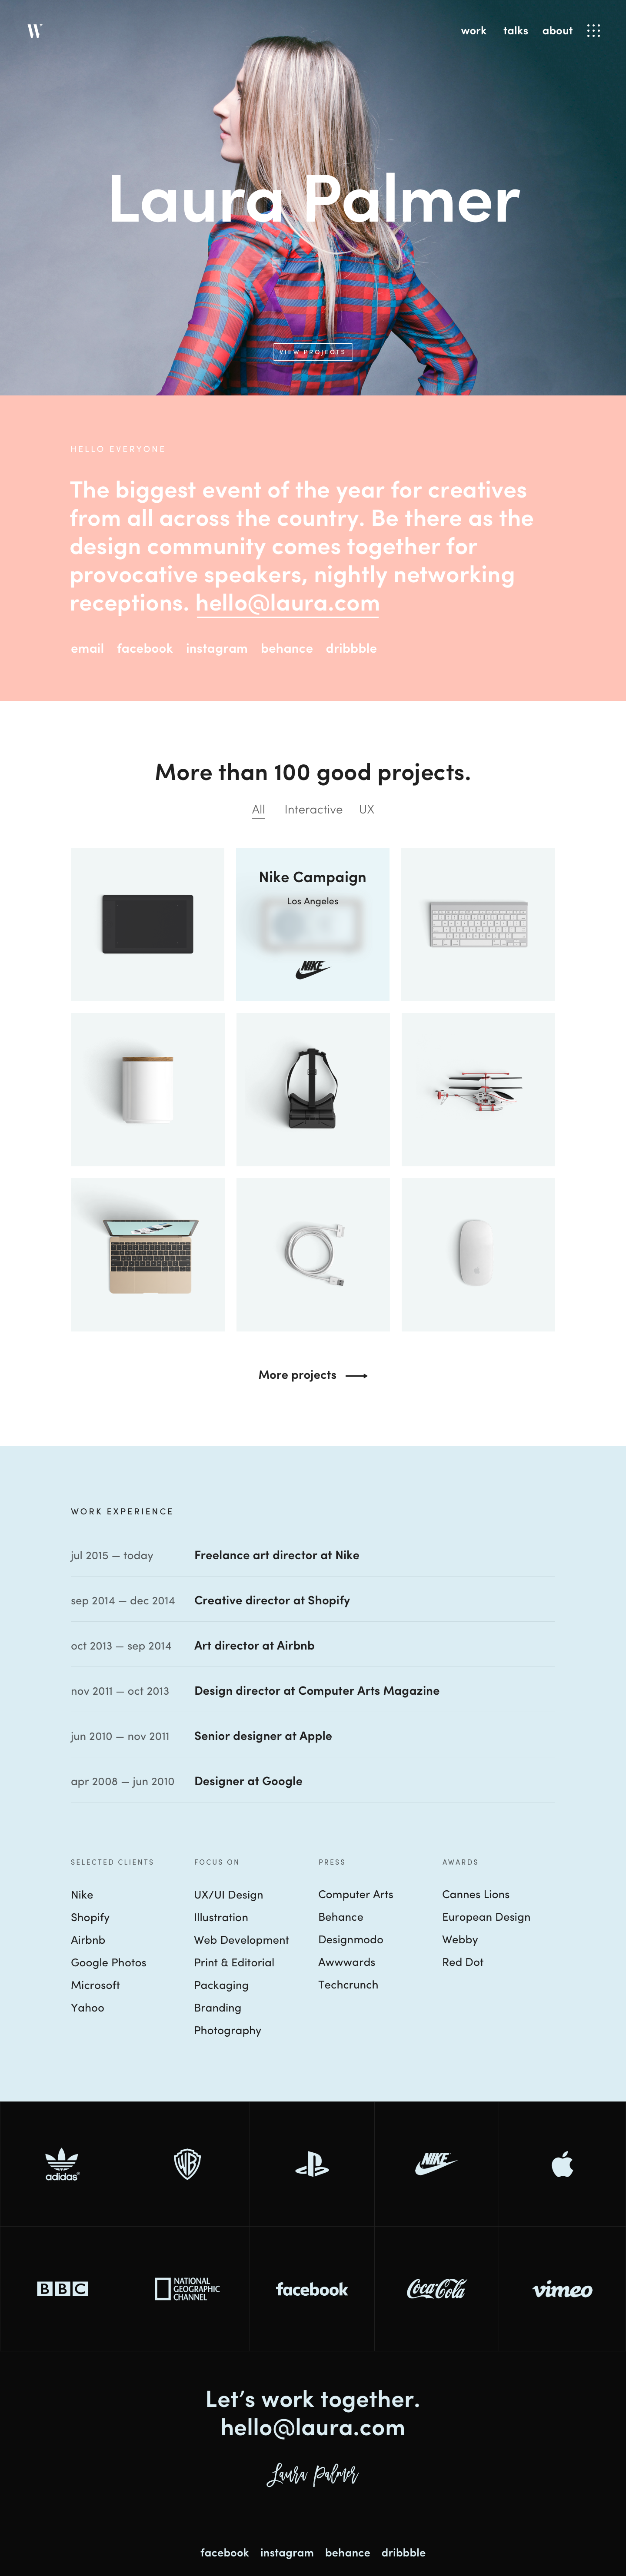 W
work talks about
Laura Palmer
VIEW PROJECTS
HELLO EVERYONE
The biggest event of the year for creatives
from all across the country. Be there as the
design community comes together for
provocative speakers, nightly networking
receptions. hello@laura.com
email facebook instagram behance dribbble
More than 100 good projects.
All Interactive UX
Nike Campaign
Los Angeles
NIKE
More projects
WORK EXPERIENCE
jul 2015 — today Freelance art director at Nike
sep 2014 — dec 2014 Creative director at Shopify
oct 2013 — sep 2014 Art director at Airbnb
nov 2011 — oct 2013 Design director at Computer Arts Magazine
jun 2010 — nov 2011 Senior designer at Apple
apr 2008 — jun 2010 Designer at Google
SELECTED CLIENTS
Nike
Shopify
Airbnb
Google Photos
Microsoft
Yahoo
FOCUS ON
UX/UI Design
Illustration
Web Development
Print & Editorial
Packaging
Branding
Photography
PRESS
Computer Arts
Behance
Designmodo
Awwwards
Techcrunch
AWARDS
Cannes Lions
European Design
Webby
Red Dot
adidas
WB
NIKE
BBC
NATIONAL
GEOGRAPHIC
CHANNEL
facebook
Coca-Cola
vimeo
Let’s work together.
hello@laura.com
Laura Palmer
facebook instagram behance dribbble